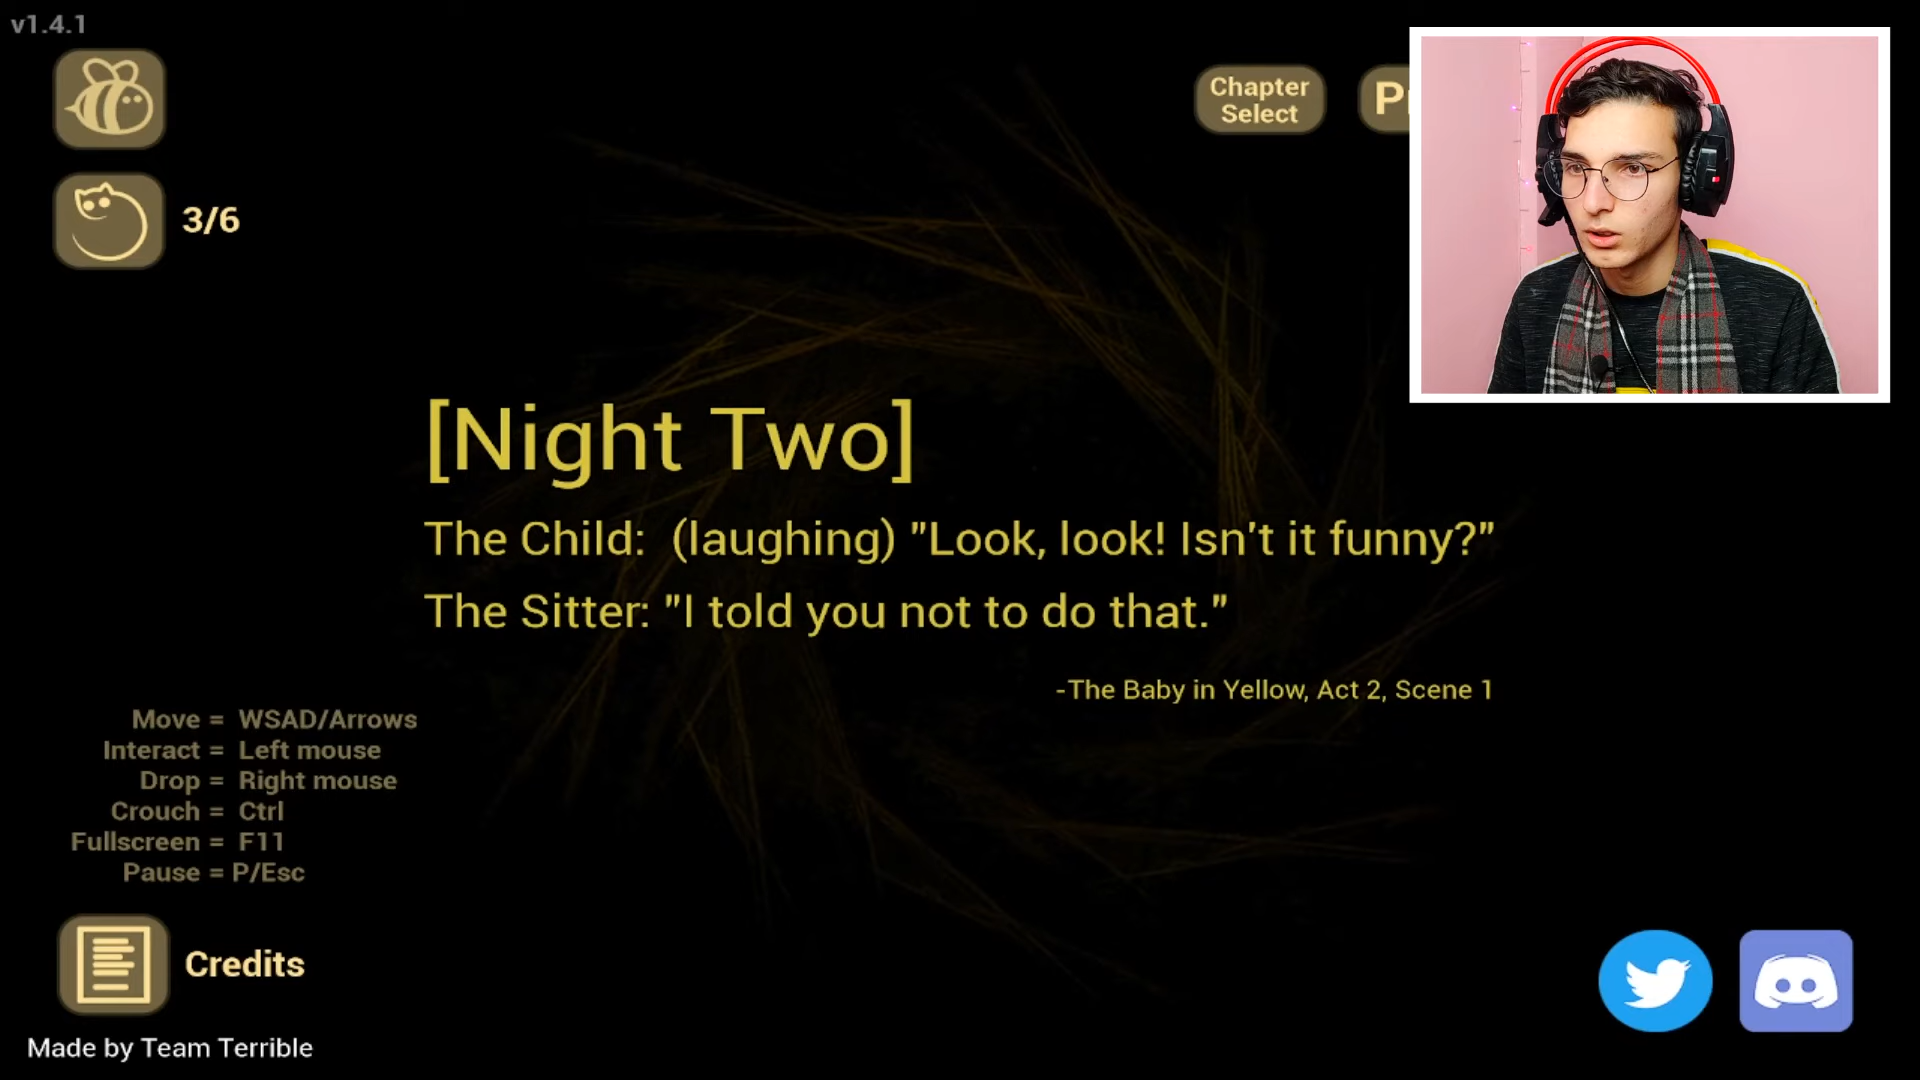 v1.4.1
Chapter
Select
3/6
[Night Two]
The Child:  (laughing) "Look, look! Isn't it funny?"
The Sitter: "I told you not to do that."
-The Baby in Yellow, Act 2, Scene 1
Move = WSAD/Arrows
Interact = Left mouse
Drop = Right mouse
Crouch = Ctrl
Fullscreen = F11
Pause = P/Esc
Credits
Made by Team Terrible